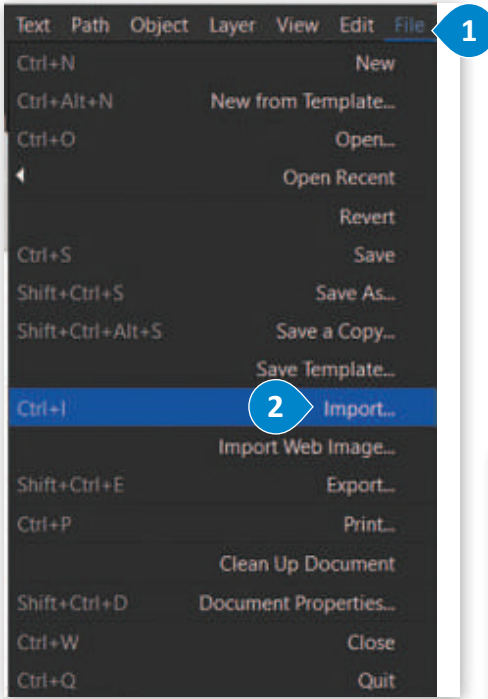 File Edit View Layer Object Path Text
1
New Ctrl+N
New from Template... Ctrl+Alt+N
Open... Ctrl+O
Open Recent
Revert
Save Ctrl+S
Save As... Shift+Ctrl+S
Save a Copy... Shift+Ctrl+Alt+S
Save Template...
2 Import... Ctrl+I
Import Web Image...
Export... Shift+Ctrl+E
Print... Ctrl+P
Clean Up Document
Document Properties... Shift+Ctrl+D
Close Ctrl+W
Quit Ctrl+Q